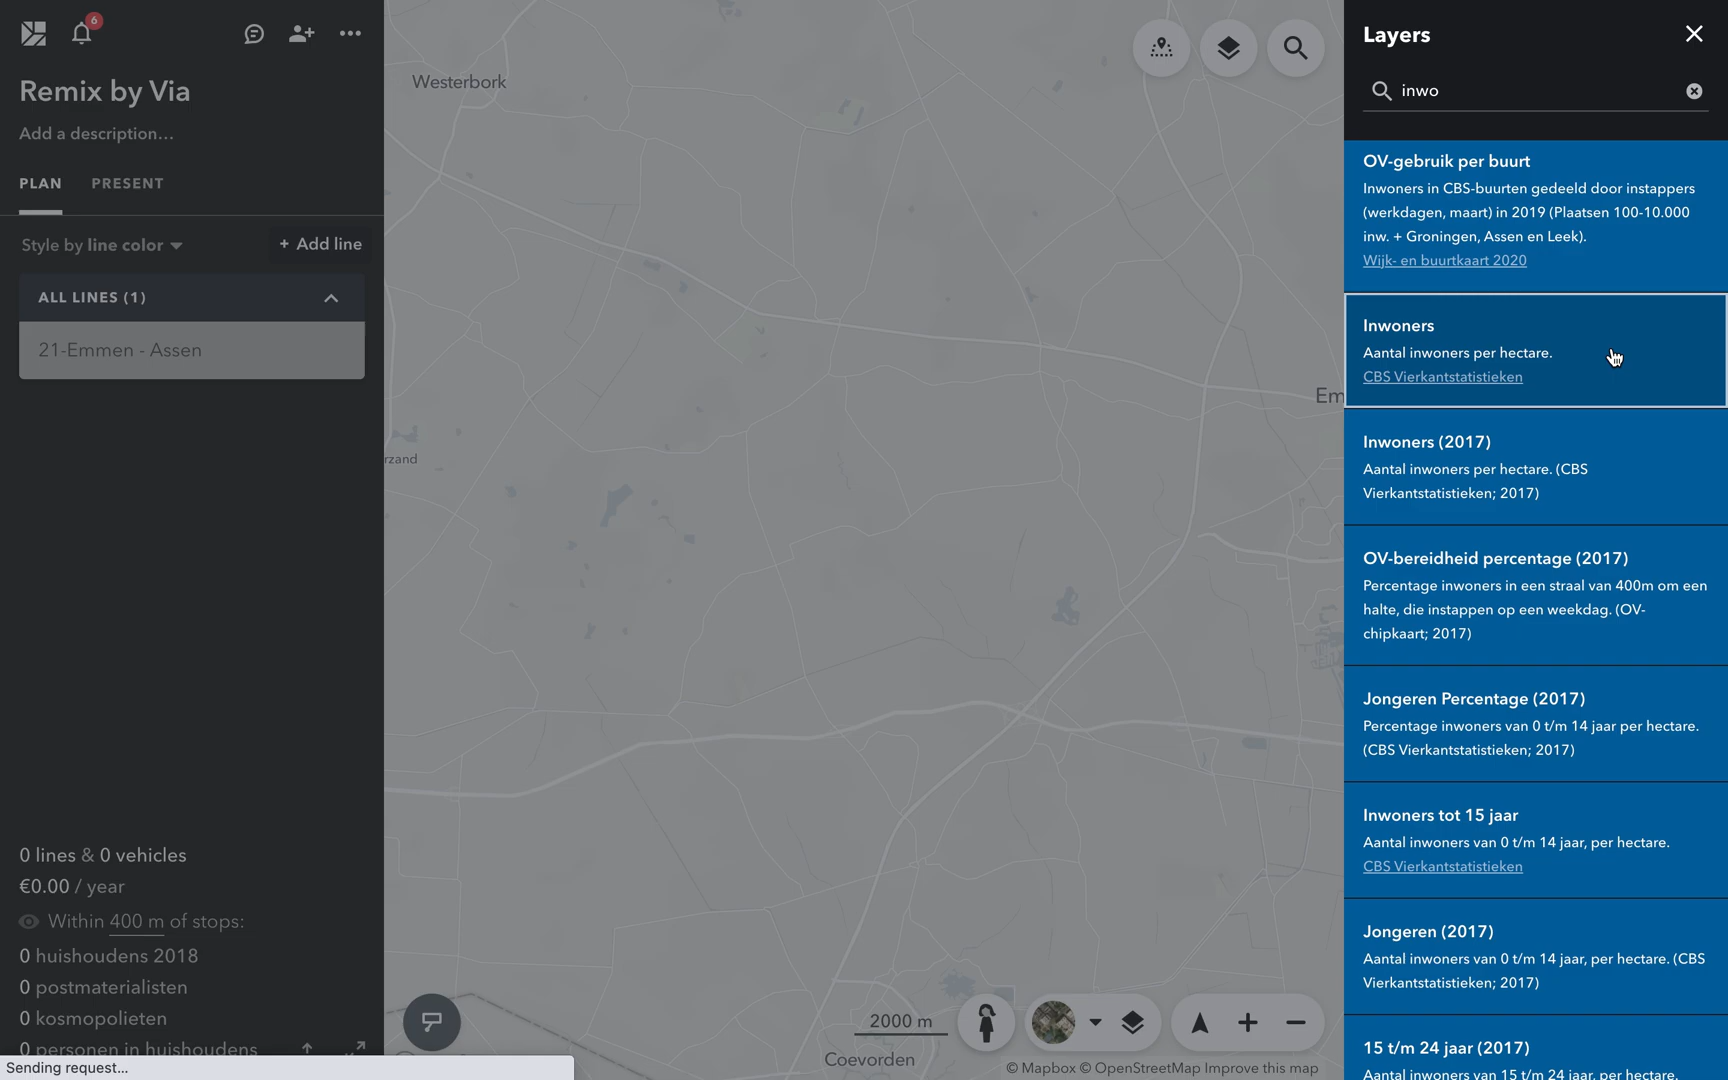 6
Remix by Via
Add a description...
PLAN PRESENT
Style by line color
+ Add line
ALL LINES (1)
21-Emmen - Assen
0 lines & 0 vehicles
€0.00 / year
Within 400 m of stops:
0 huishoudens 2018
0 postmaterialisten
0 kosmopolieten
0 personen in huishoudens
Sending request...
Westerbork
Em
rzand
2000 m
Coevorden
© Mapbox © OpenStreetMap Improve this map
Layers
inwo
OV-gebruik per buurt
Inwoners in CBS-buurten gedeeld door instappers
(werkdagen, maart) in 2019 (Plaatsen 100-10.000
inw. + Groningen, Assen en Leek).
Wijk- en buurtkaart 2020
Inwoners
Aantal inwoners per hectare.
CBS Vierkantstatistieken
Inwoners (2017)
Aantal inwoners per hectare. (CBS
Vierkantstatistieken; 2017)
OV-bereidheid percentage (2017)
Percentage inwoners in een straal van 400m om een
halte, die instappen op een weekdag. (OV-
chipkaart; 2017)
Jongeren Percentage (2017)
Percentage inwoners van 0 t/m 14 jaar per hectare.
(CBS Vierkantstatistieken; 2017)
Inwoners tot 15 jaar
Aantal inwoners van 0 t/m 14 jaar, per hectare.
CBS Vierkantstatistieken
Jongeren (2017)
Aantal inwoners van 0 t/m 14 jaar, per hectare. (CBS
Vierkantstatistieken; 2017)
15 t/m 24 jaar (2017)
Aantal inwoners van 15 t/m 24 jaar, per hectare.